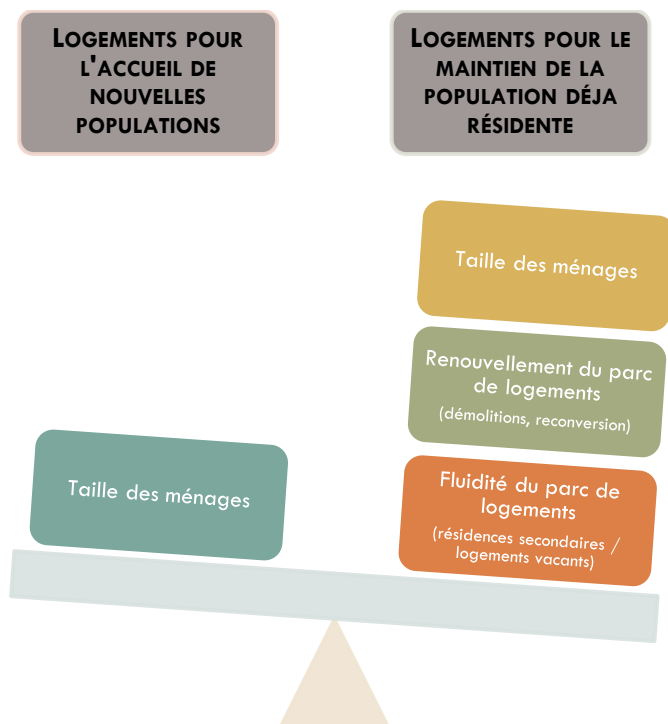 LOGEMENTS POUR
L'ACCUEIL DE
NOUVELLES
POPULATIONS
LOGEMENTS POUR LE
MAINTIEN DE LA
POPULATION DÉJA
RÉSIDENTE
Taille des ménages
Renouvellement du parc
de logements
(démolitions, reconversion)
Taille des ménages
Fluidité du parc de
logements
(résidences secondaires /
logements vacants)